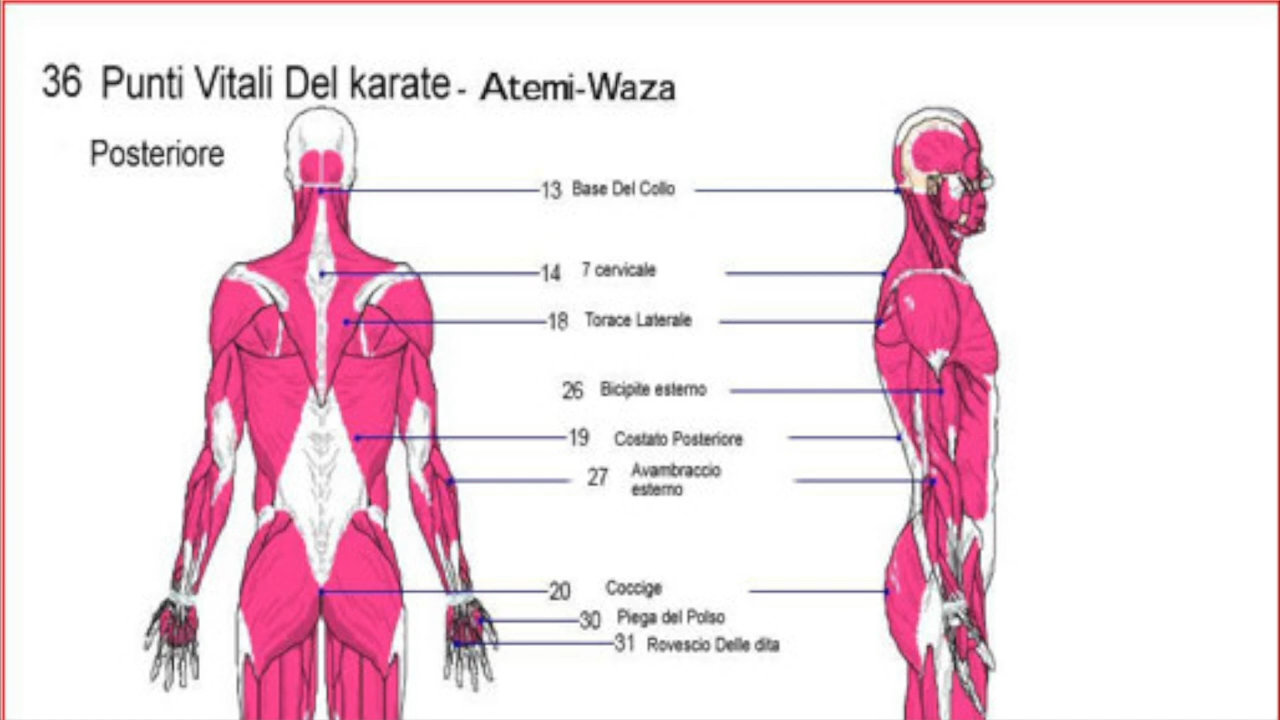 36 Punti Vitali Del karate - Atemi-Waza
Posteriore
13 Base Del Collo
14 7 cervicale
18 Torace Laterale
26 Bicipite esterno
19 Costato Posteriore
27 Avambraccio
esterno
20 Coccige
30 Piega del Polso
31 Rovescio Delle dita